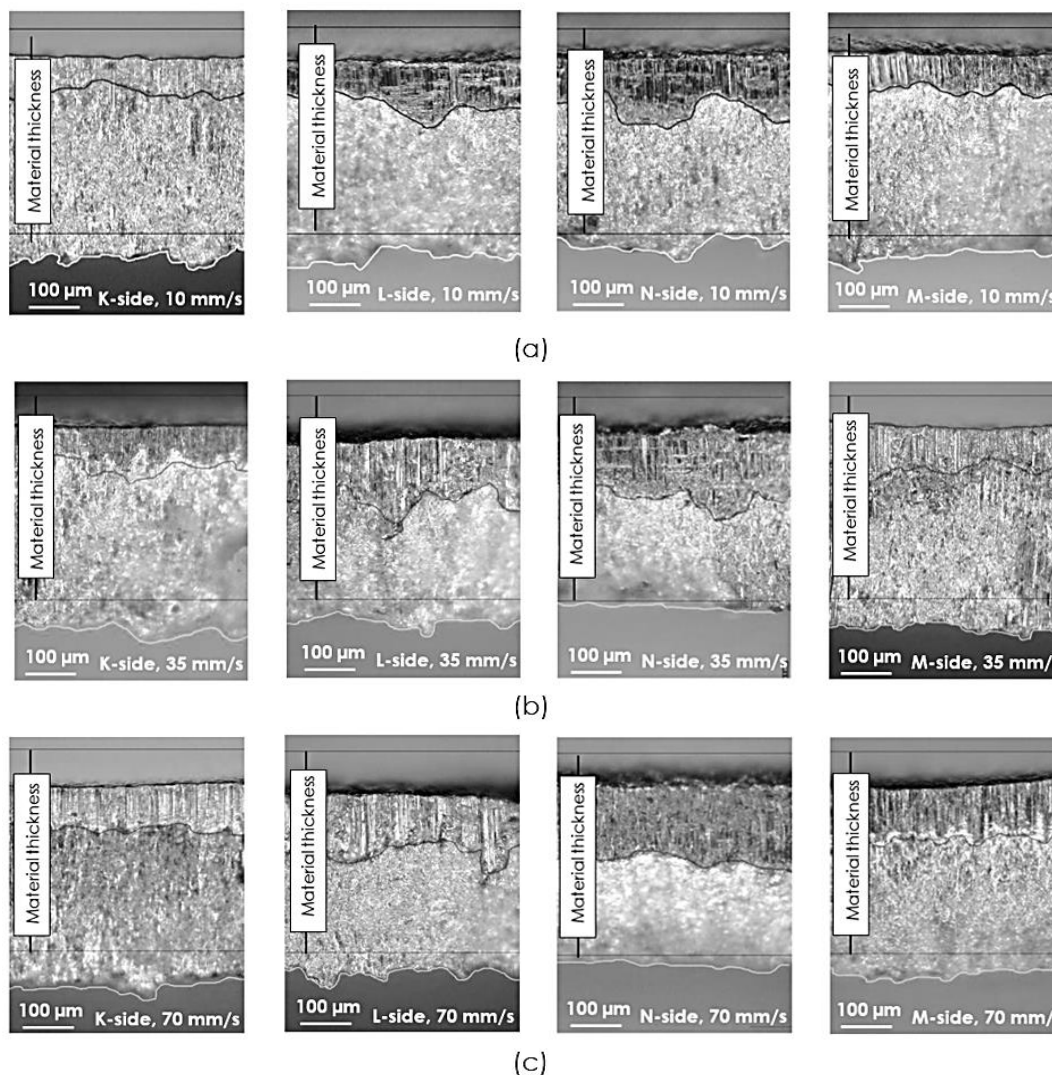 Material thickness
100 µm K-side, 10 mm/s
Material thickness
100 µm L-side, 10 mm/s
Material thickness
100 µm N-side, 10 mm/s
Material thickness
100 µm M-side, 10 mm/s
(a)
Material thickness
100 µm K-side, 35 mm/s
Material thickness
100 µm L-side, 35 mm/s
Material thickness
100 µm N-side, 35 mm/s
Material thickness
100 µm M-side, 35 mm/s
(b)
Material thickness
100 µm K-side, 70 mm/s
Material thickness
100 µm L-side, 70 mm/s
Material thickness
100 µm N-side, 70 mm/s
Material thickness
100 µm M-side, 70 mm/s
(c)